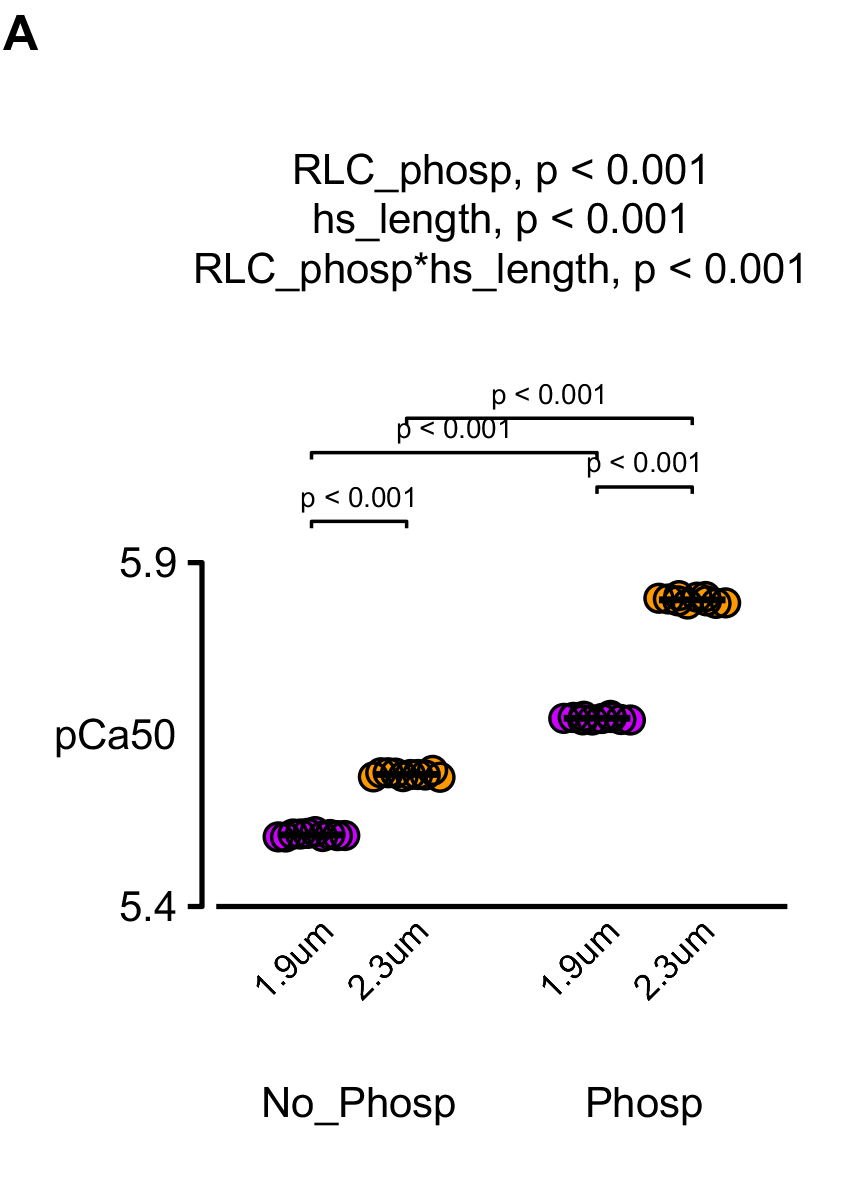 A
RLC_phosp, p < 0.001
hs_length, p < 0.001
RLC_phosp*hs_length, p < 0.001
p < 0.001
p < 0.001
p < 0.001
p < 0.001
5.9
pCa50
5.4
1.9um 2.3um 1.9um 2.3um
No_Phosp Phosp